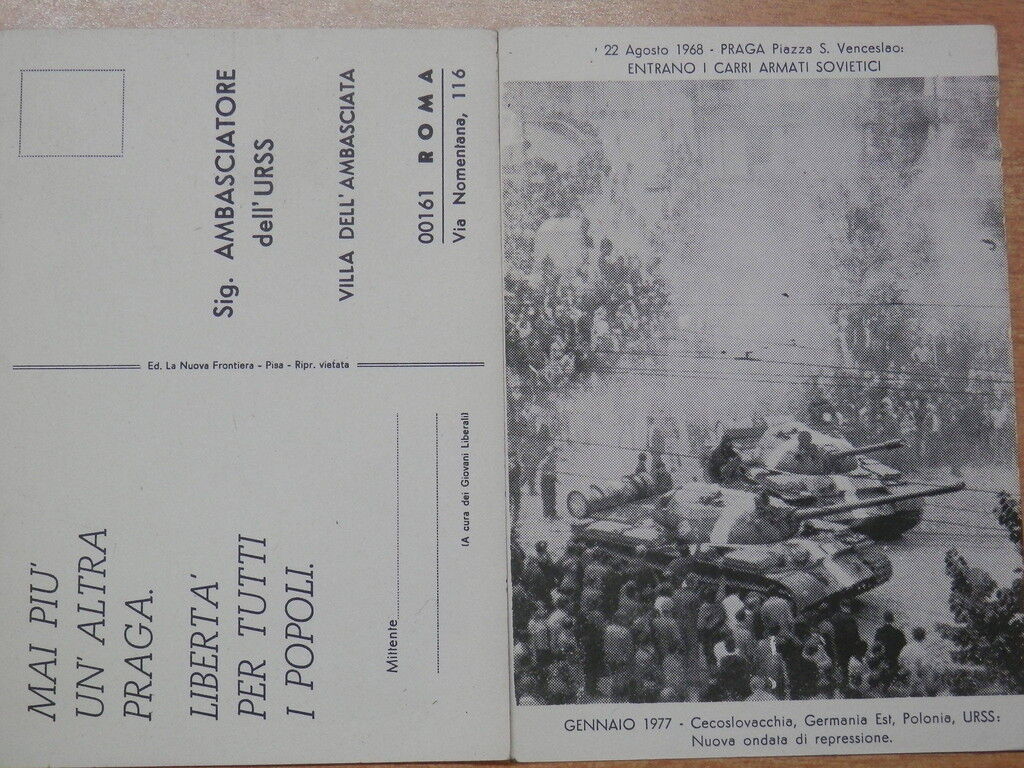 Sig. AMBASCIATORE
dell'URSS
VILLA DELL'AMBASCIATA
00161 ROMA
Via Nomentana, 116
Ed. La Nuova Frontiera - Pisa - Ripr. vietata
MAI PIU'
UN' ALTRA
PRAGA.
LIBERTA'
PER TUTTI
I POPOLI.
Mittente
(A cura dei Giovani Liberali)
22 Agosto 1968 - PRAGA Piazza S. Venceslao:
ENTRANO I CARRI ARMATI SOVIETICI
GENNAIO 1977 - Cecoslovacchia, Germania Est, Polonia, URSS:
Nuova ondata di repressione.